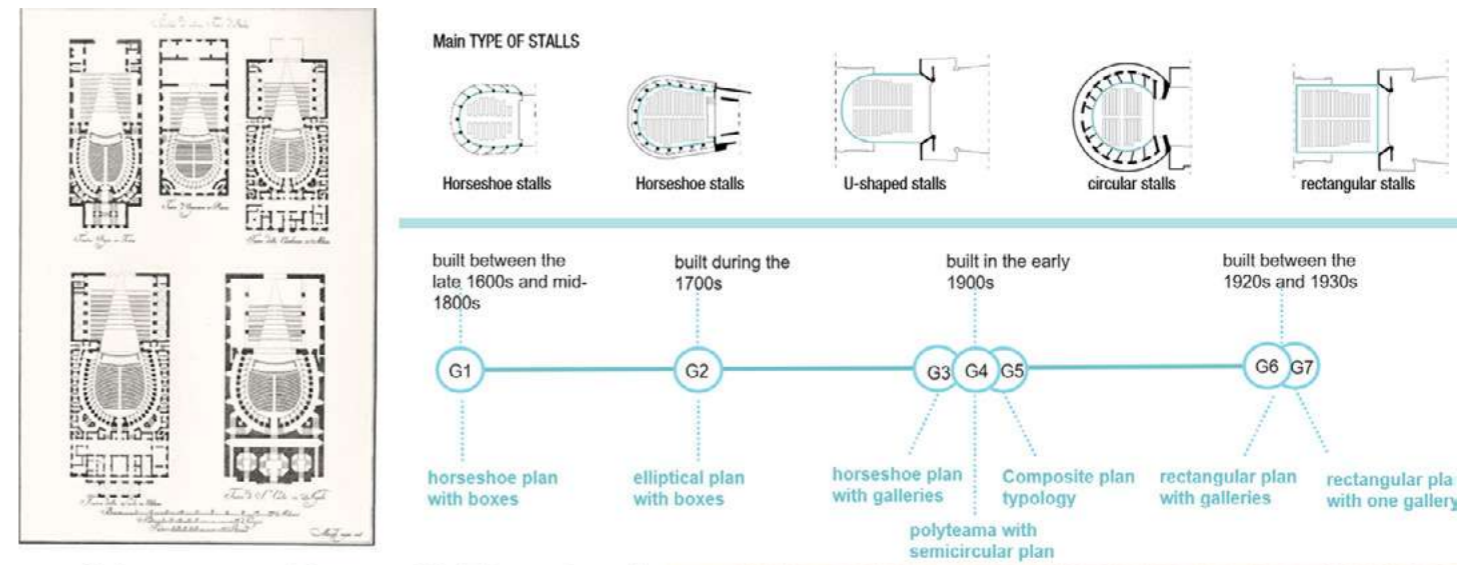 Main TYPE OF STALLS
Horseshoe stalls
Horseshoe stalls
U-shaped stalls
circular stalls
rectangular stalls
built between the
late 1600s and mid-
1800s
built during the
1700s
built in the early
1900s
built between the
1920s and 1930s
G1
G2
G3
G4
G5
G6
G7
horseshoe plan
with boxes
elliptical plan
with boxes
horseshoe plan
with galleries
polyteama with
semicircular plan
Composite plan
typology
rectangular plan
with galleries
rectangular pla
with one gallery